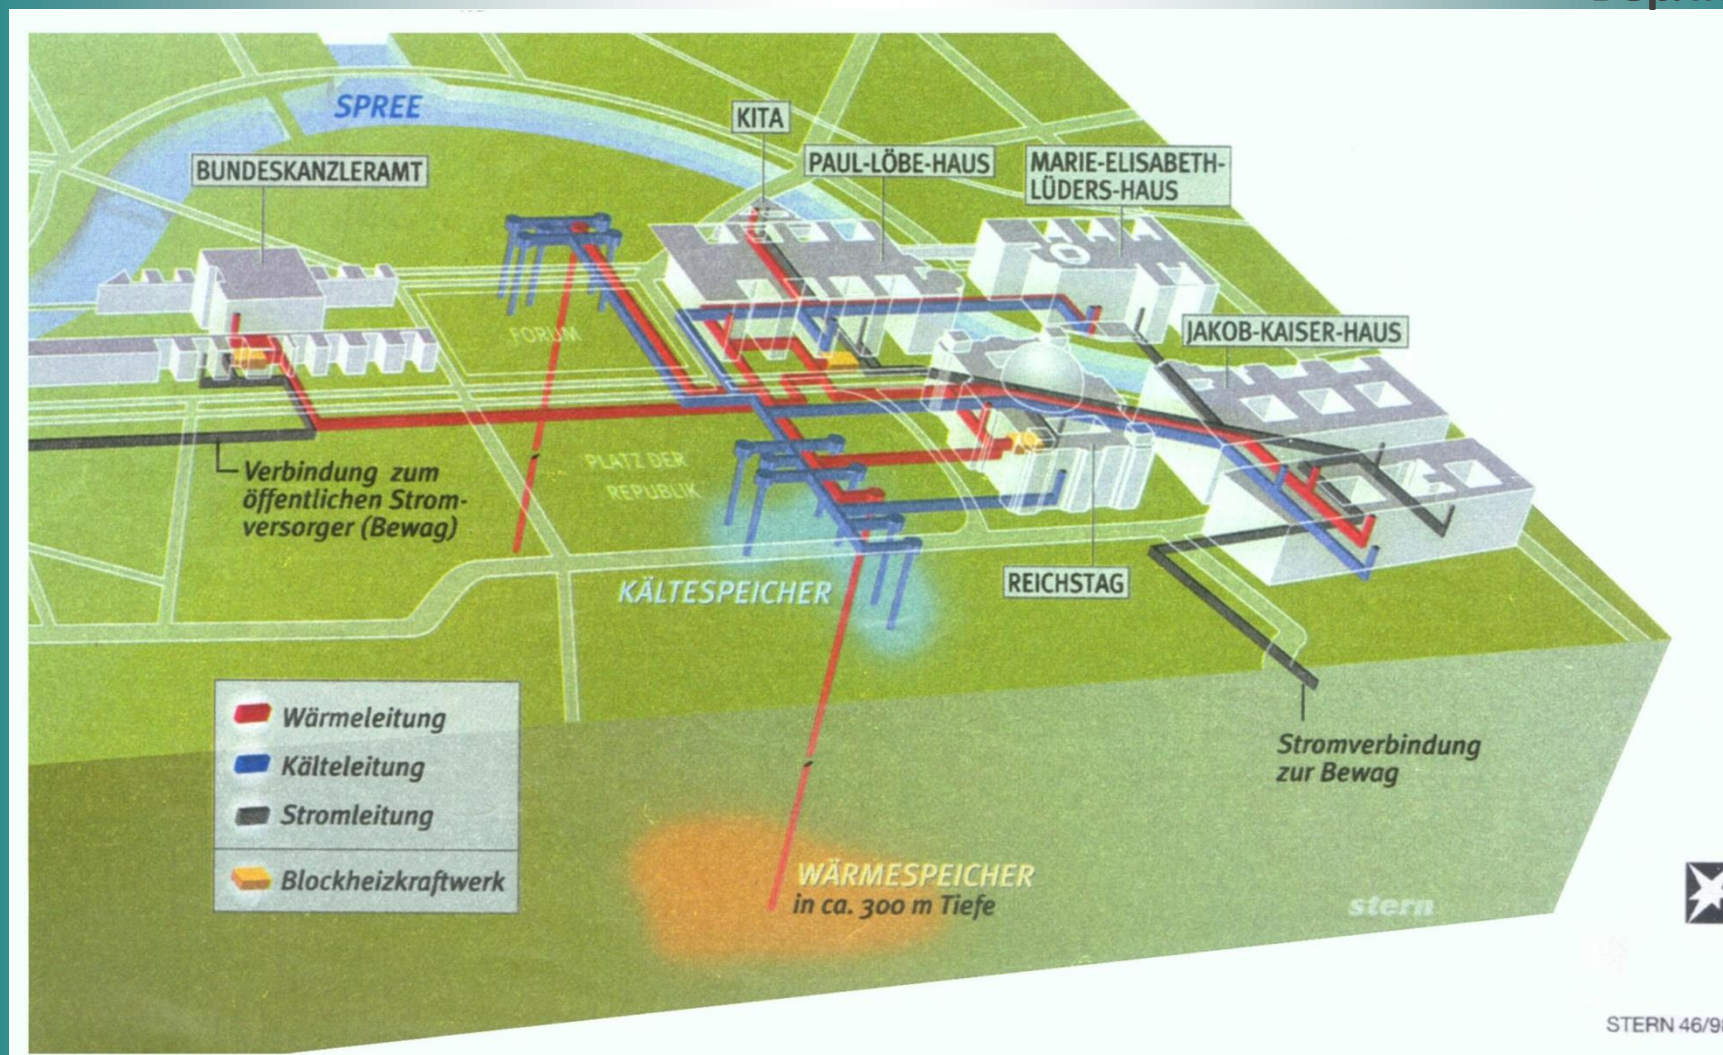 SPREE
KITA
BUNDESKANZLERAMT
PAUL-LÖBE-HAUS
MARIE-ELISABETH-
LÜDERS-HAUS
FORUM
JAKOB-KAISER-HAUS
Verbindung zum
öffentlichen Strom-
versorger (Bewag)
PLATZ DER
REPUBLIK
KÄLTESPEICHER
REICHSTAG
Wärmeleitung
Kälteleitung
Stromleitung
Blockheizkraftwerk
Stromverbindung
zur Bewag
WÄRMESPEICHER
in ca. 300 m Tiefe
stern
STERN